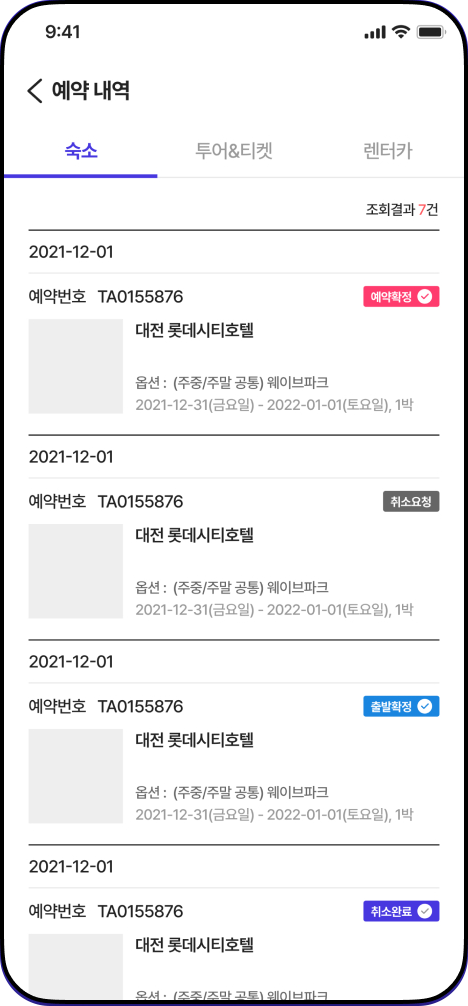 9:41
예약 내역
숙소 투어&티켓 렌터카
조회결과 7건
2021-12-01
예약번호 TA0155876 예약확정
대전 롯데시티호텔
옵션 : (주중/주말 공통) 웨이브파크
2021-12-31(금요일) - 2022-01-01(토요일), 1박
2021-12-01
예약번호 TA0155876 취소요청
대전 롯데시티호텔
옵션 : (주중/주말 공통) 웨이브파크
2021-12-31(금요일) - 2022-01-01(토요일), 1박
2021-12-01
예약번호 TA0155876 출발확정
대전 롯데시티호텔
옵션 : (주중/주말 공통) 웨이브파크
2021-12-31(금요일) - 2022-01-01(토요일), 1박
2021-12-01
예약번호 TA0155876 취소완료
대전 롯데시티호텔
옵션 : (주중/주말 공통) 웨이브파크